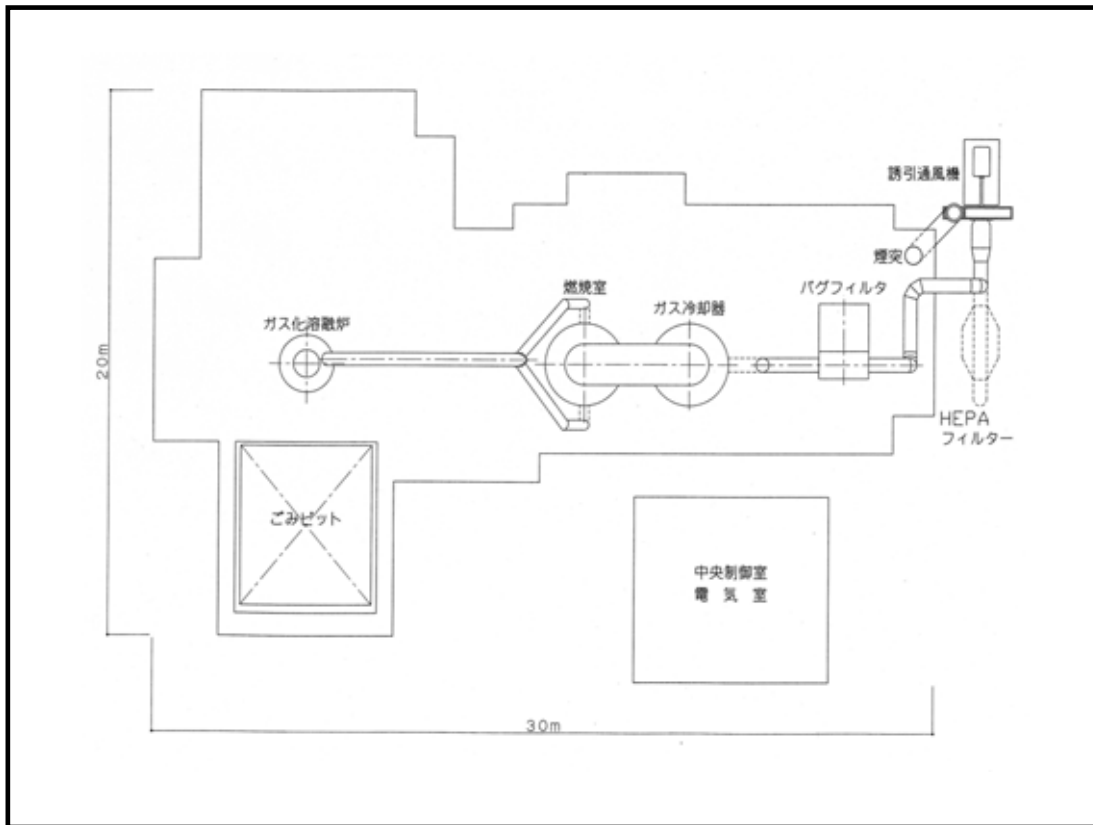 誘引通風機
煙突
燃焼室
ガス冷却器
バグフィルタ
ガス化溶融炉
20m
HEPA
フィルター
ごみピット
中央制御室
電気室
30m